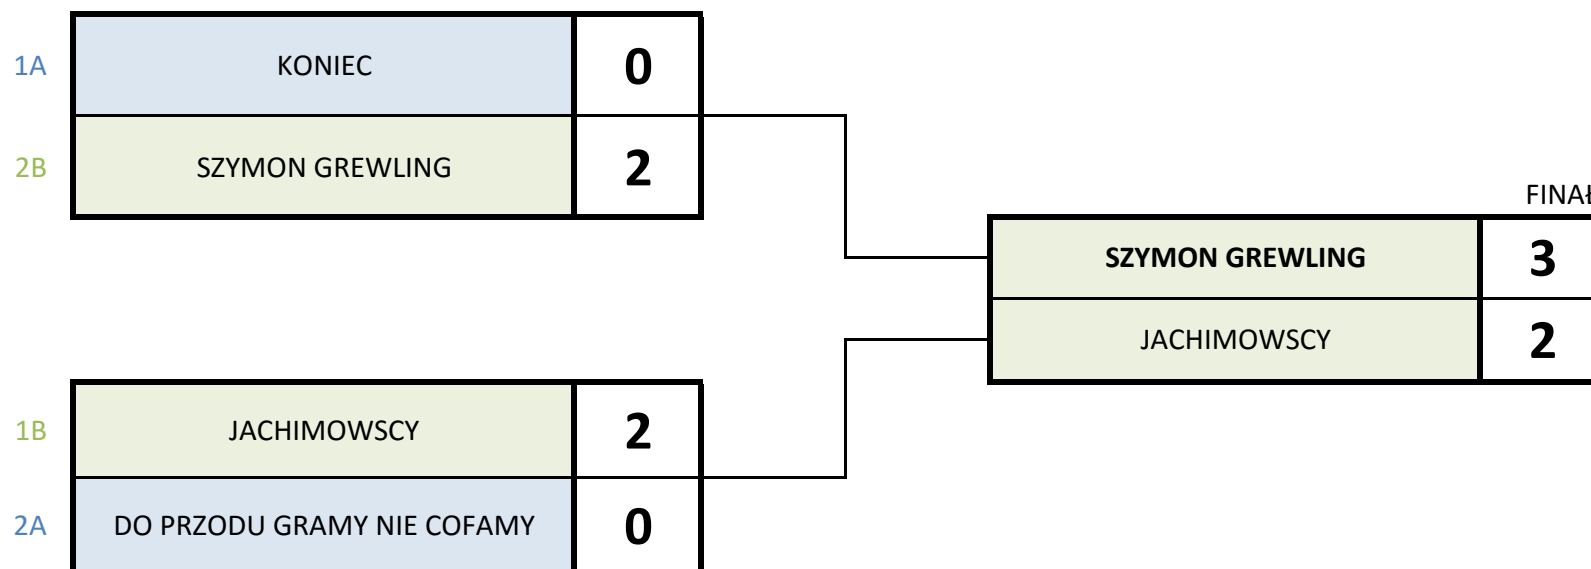 1A KONIEC 0
2B SZYMON GREWLING 2
FINAŁ
SZYMON GREWLING 3
JACHIMOWSCY 2
1B JACHIMOWSCY 2
2A DO PRZODU GRAMY NIE COFAMY 0